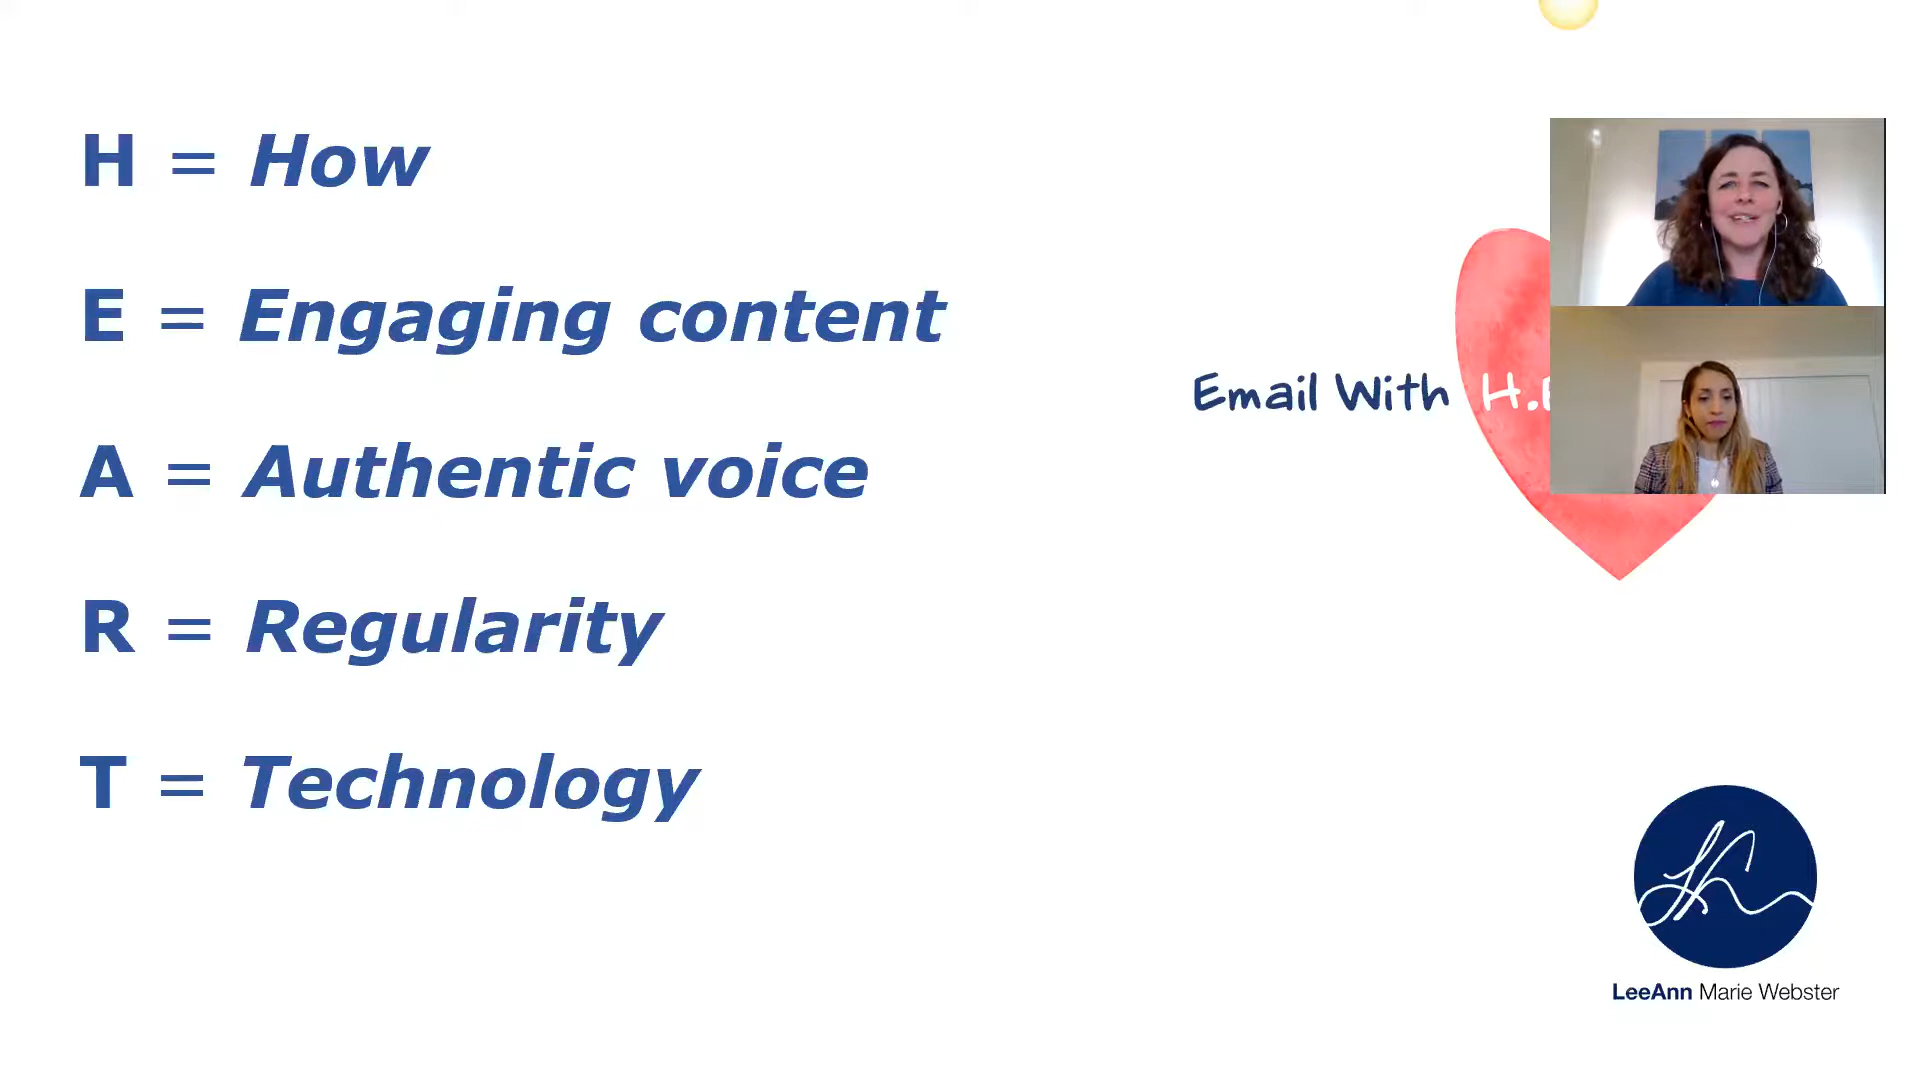 H = How
E = Engaging content
A = Authentic voice
R = Regularity
T = Technology
Email With H.
LeeAnn Marie Webster